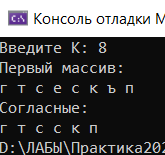 Консоль отладки M
Введите K: 8
Первый массив:
г т с е с к ъ п
Согласные:
г т с с к п
D:\ЛАБЫ\Практика202